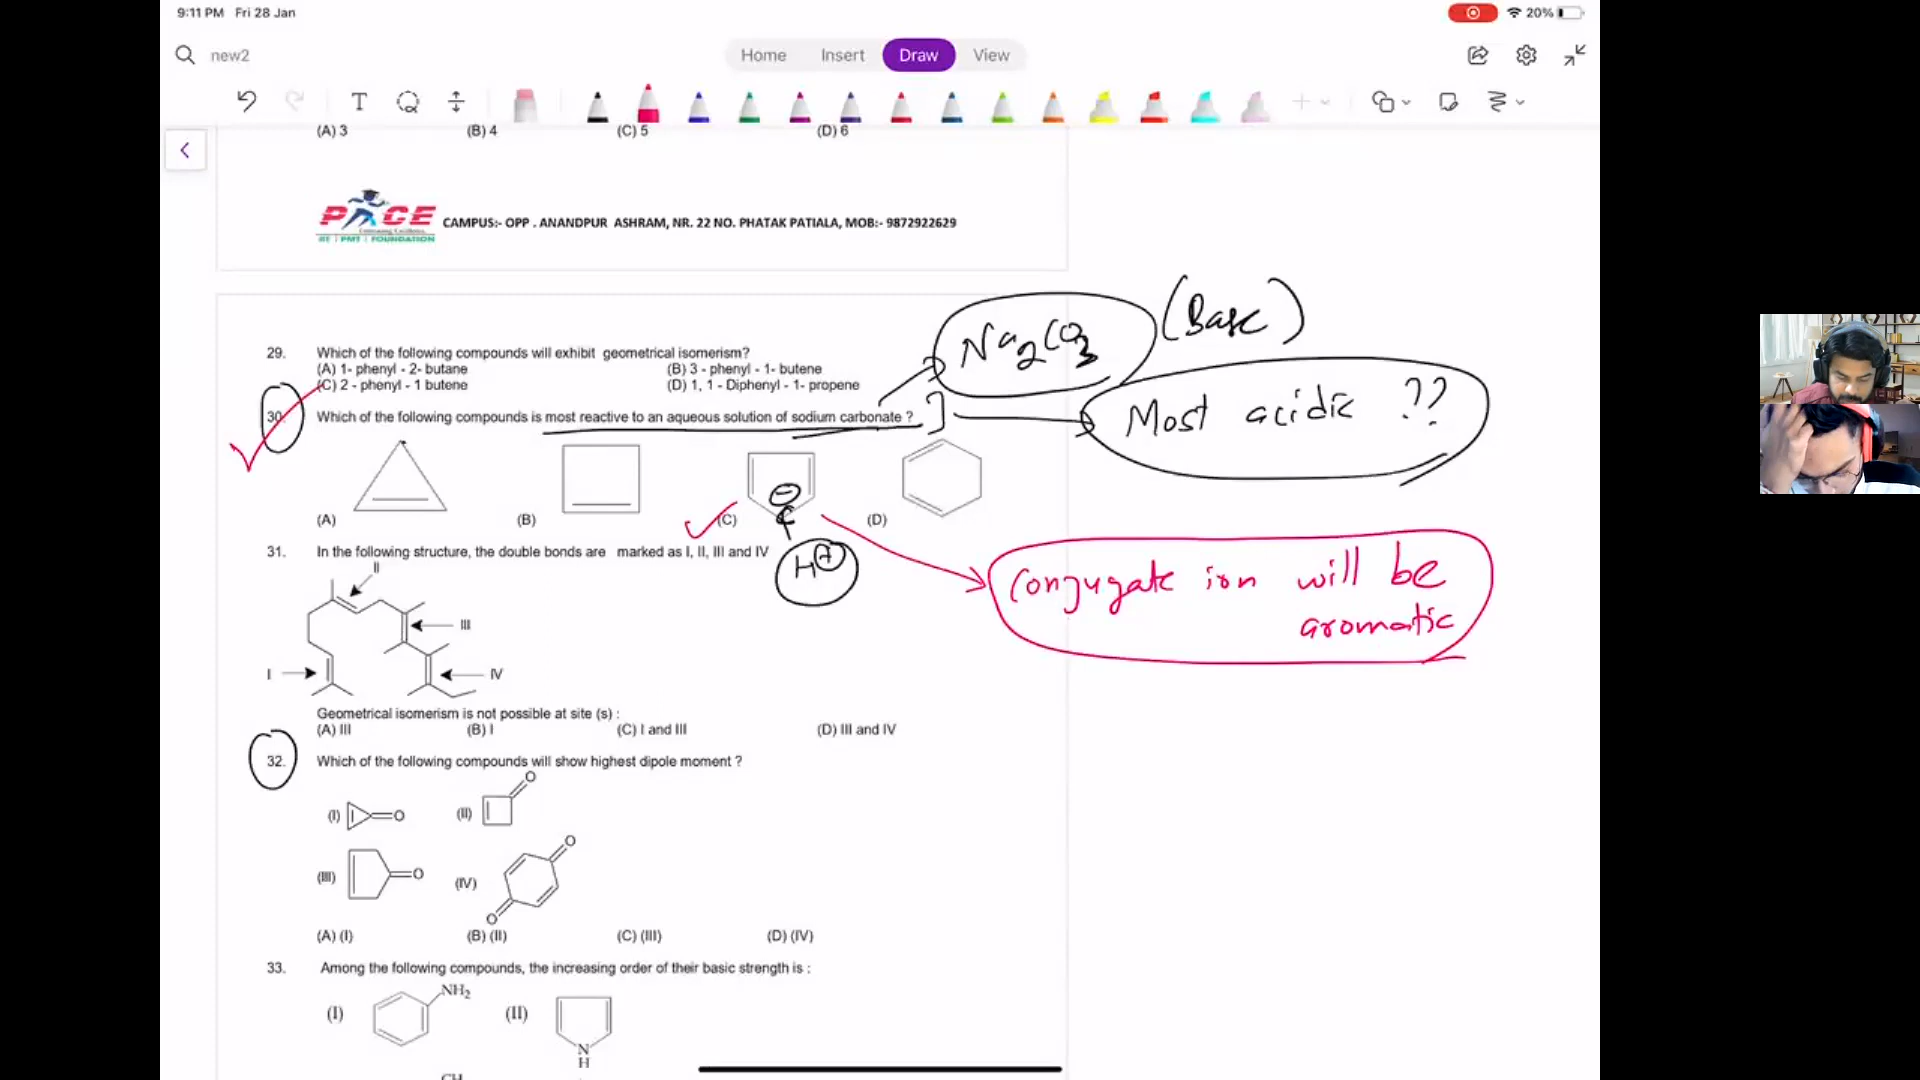 9:11 PM Fri 28 Jan
20%
new2
Home Insert Draw View
(A) 3 (B) 4 (C) 5 (D) 6
PACE
IIT | PMT | FOUNDATION
CAMPUS:- OPP . ANANDPUR ASHRAM, NR. 22 NO. PHATAK PATIALA, MOB:- 9872922629
Na2CO3 (Base)
29. Which of the following compounds will exhibit geometrical isomerism?
(A) 1- phenyl - 2- butane (B) 3 - phenyl - 1- butene
(C) 2 - phenyl - 1 butene (D) 1, 1 - Diphenyl - 1- propene
30. Which of the following compounds is most reactive to an aqueous solution of sodium carbonate ?
Most acidic ??
(A) (B) (C) (D)
H+
31. In the following structure, the double bonds are marked as I, II, III and IV
Conjugate ion will be
aromatic
II
III
I IV
Geometrical isomerism is not possible at site (s) :
(A) III (B) I (C) I and III (D) III and IV
32. Which of the following compounds will show highest dipole moment ?
O
(I) O (II)
O
(III) O (IV)
O
(A) (I) (B) (II) (C) (III) (D) (IV)
33. Among the following compounds, the increasing order of their basic strength is :
NH2
(I) (II)
N
H